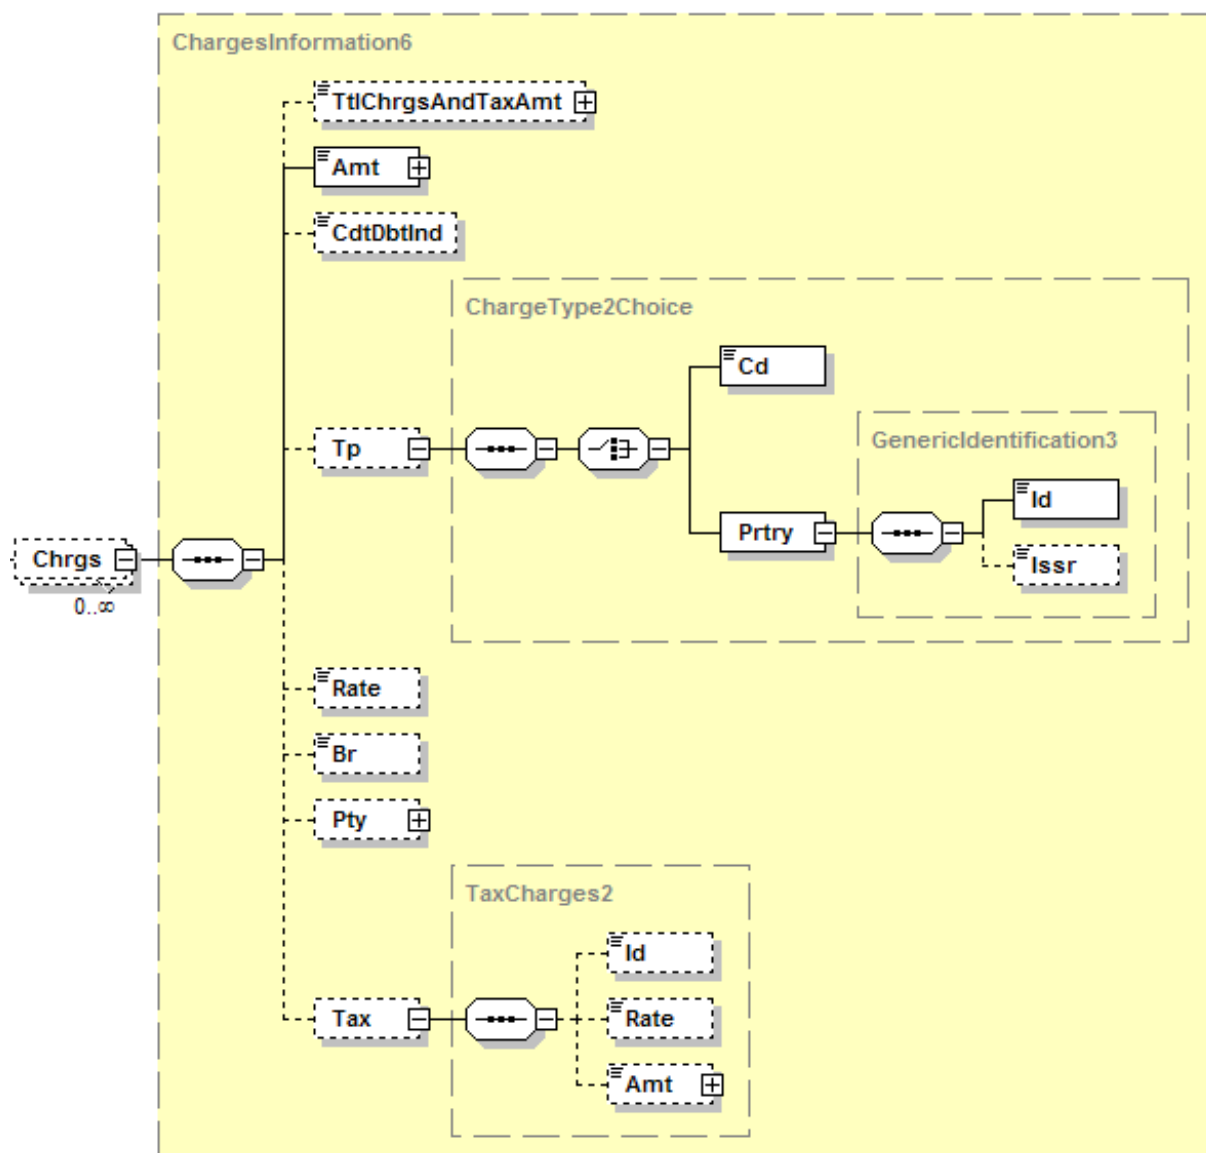 ChargesInformation6
TtlChrgsAndTaxAmt
Amt
CdtDbtInd
ChargeType2Choice
Cd
GenericIdentification3
Tp
Id
Prtry
Issr
Chrgs
0..∞
Rate
Br
Pty
TaxCharges2
Id
Tax
Rate
Amt